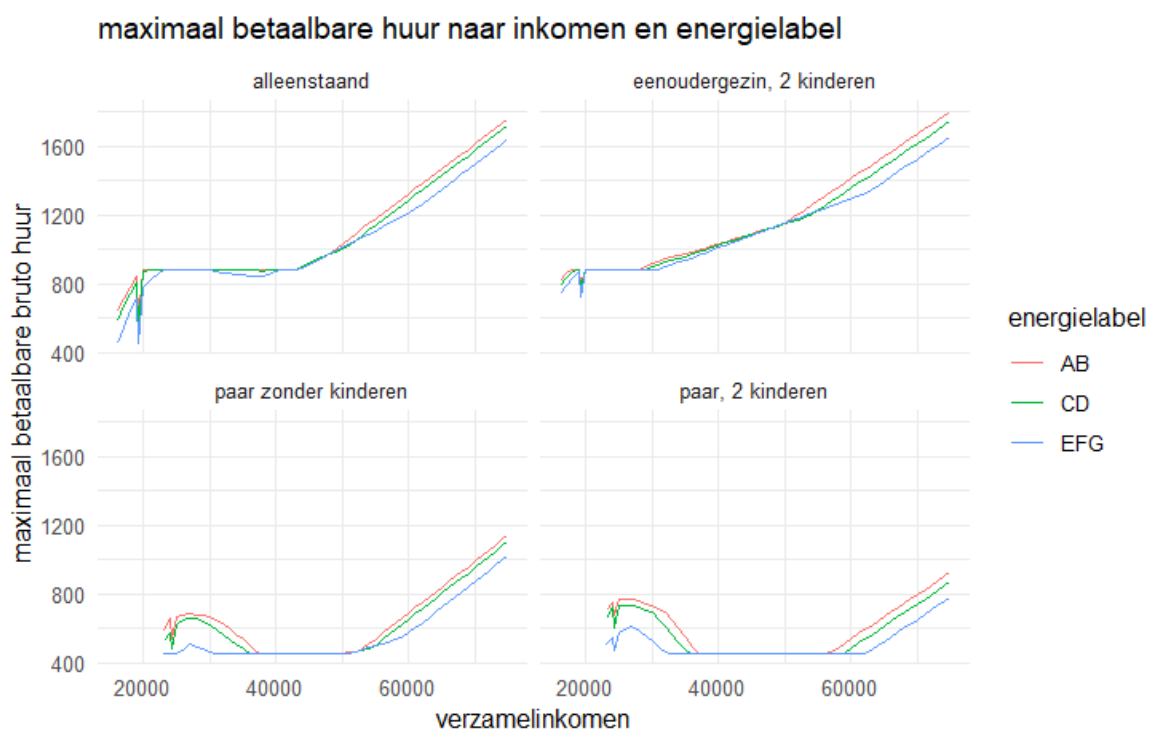 maximaal betaalbare huur naar inkomen en energielabel
alleenstaand
eenoudergezin, 2 kinderen
1600
1200
800
400
paar zonder kinderen
paar, 2 kinderen
1600
1200
800
400
20000
40000
60000
20000
40000
60000
verzamelinkomen
maximaal betaalbare bruto huur
energielabel
AB
CD
EFG